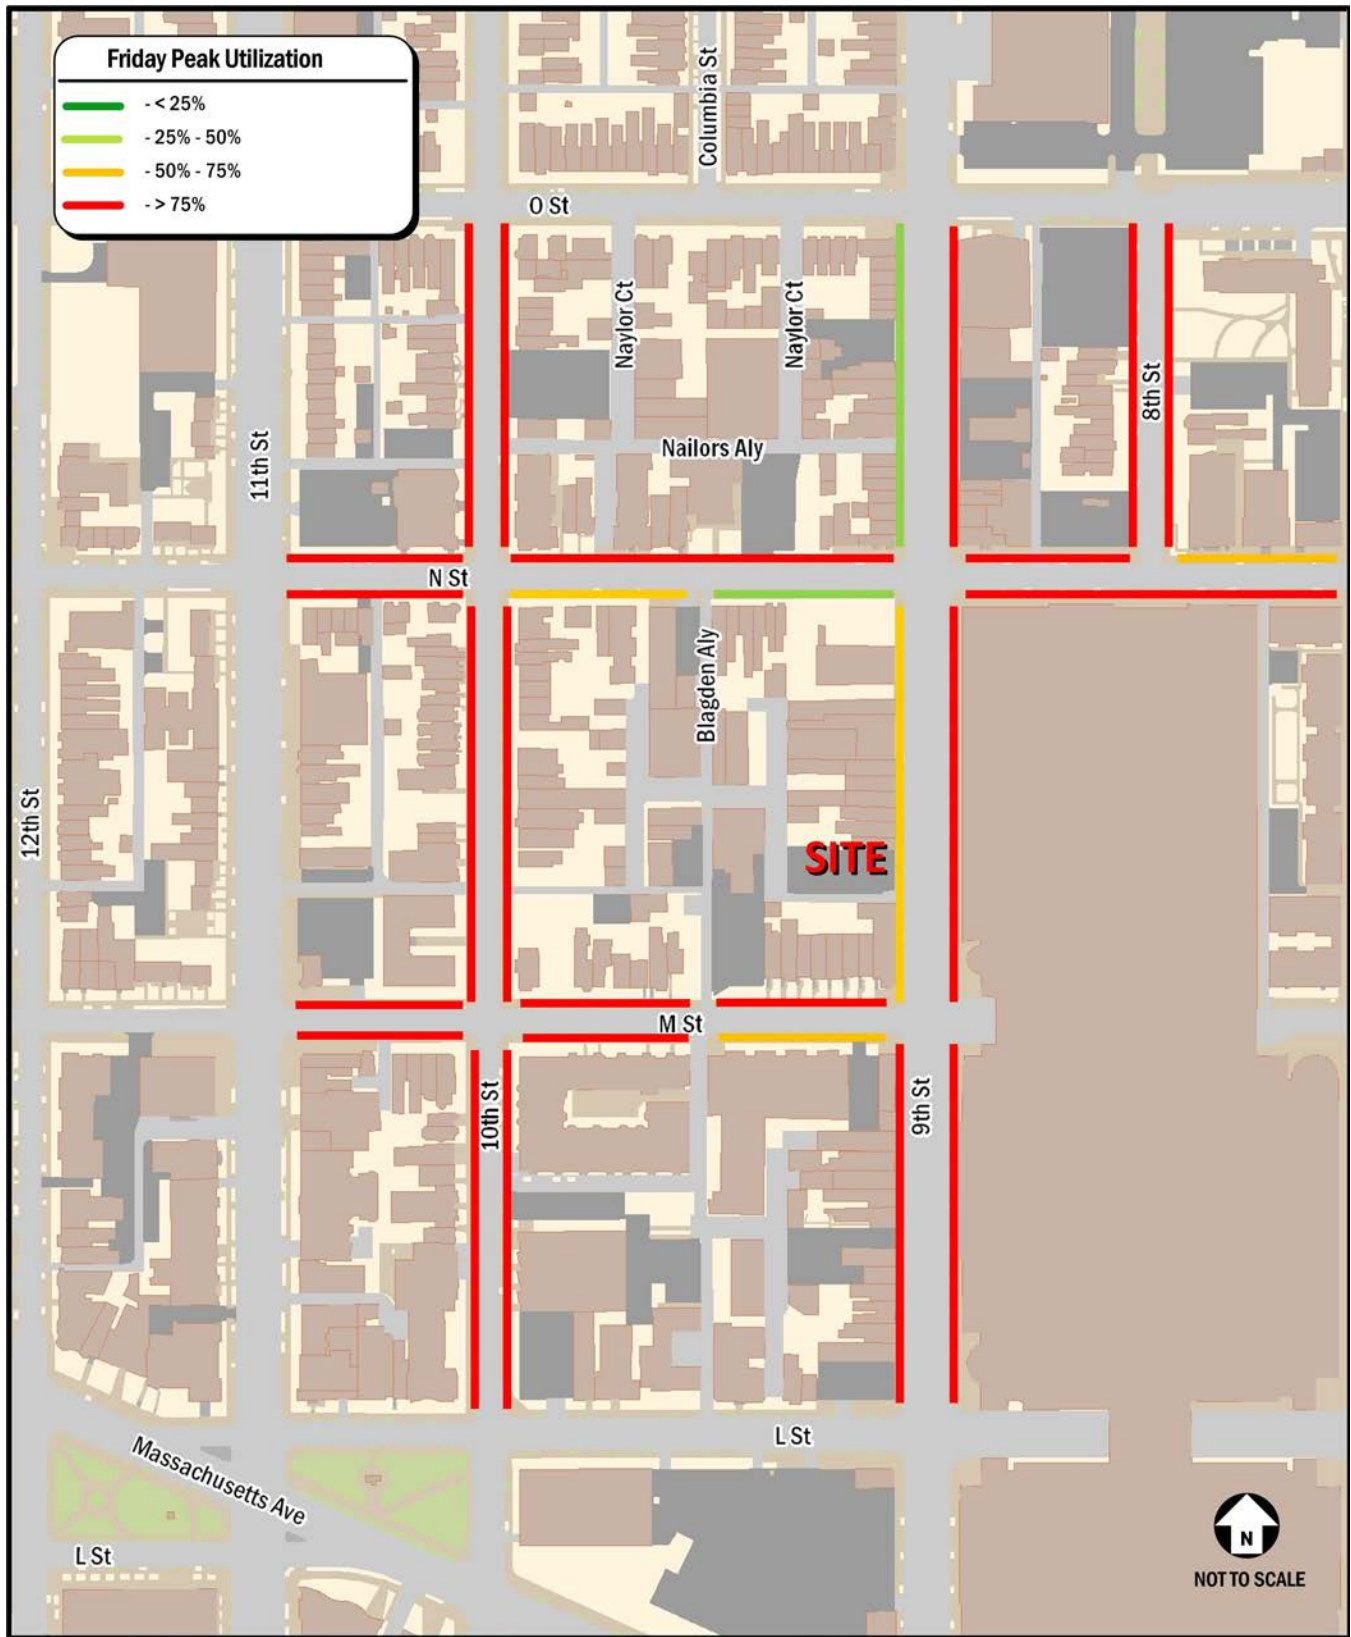 Friday Peak Utilization
- < 25%
- 25% - 50%
- 50% - 75%
- > 75%
Columbia St
O St
Naylor Ct
Naylor Ct
8th St
Nailors Aly
11th St
N St
Blagden Aly
12th St
SITE
M St
10th St
9th St
L St
Massachusetts Ave
L St
N
NOT TO SCALE